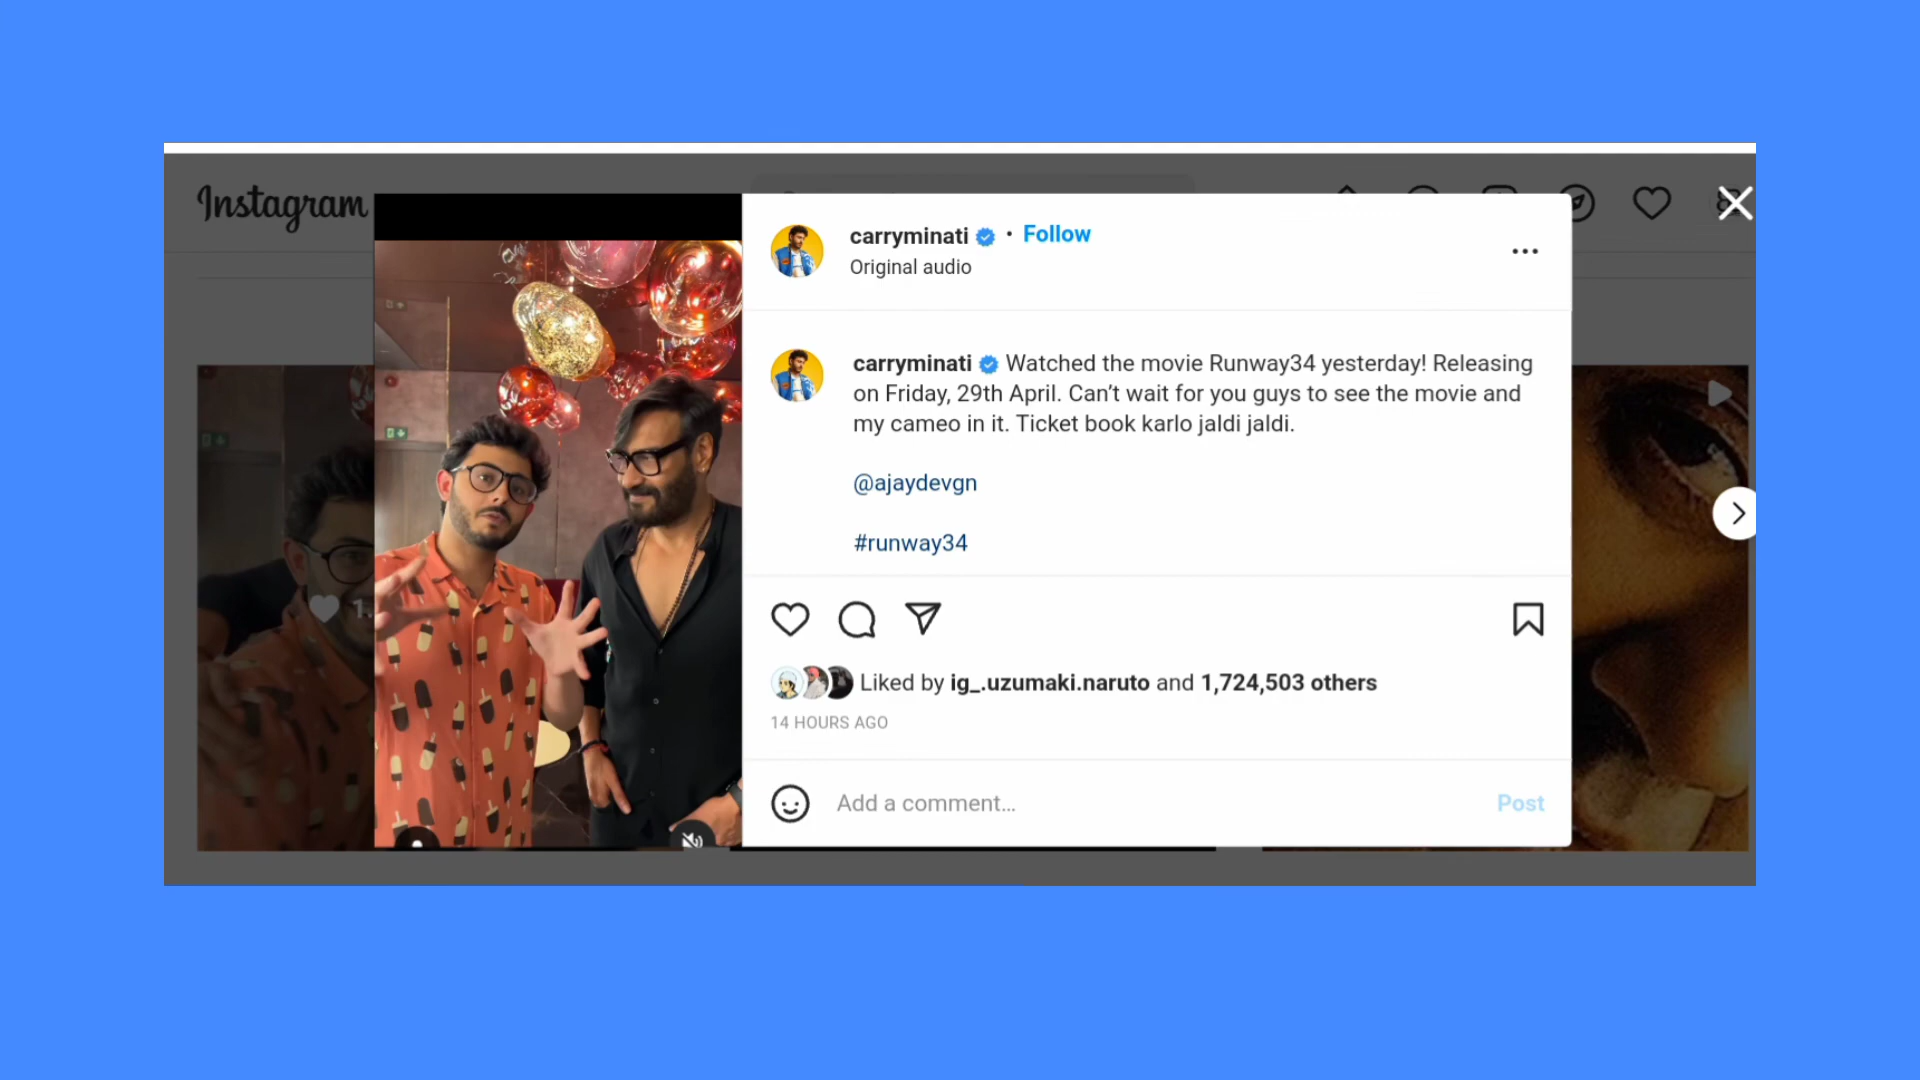 Instagram
carryminati • Follow
Original audio
carryminati Watched the movie Runway34 yesterday! Releasing
on Friday, 29th April. Can’t wait for you guys to see the movie and
my cameo in it. Ticket book karlo jaldi jaldi.
@ajaydevgn
#runway34
Liked by ig_.uzumaki.naruto and 1,724,503 others
14 HOURS AGO
Add a comment…
Post